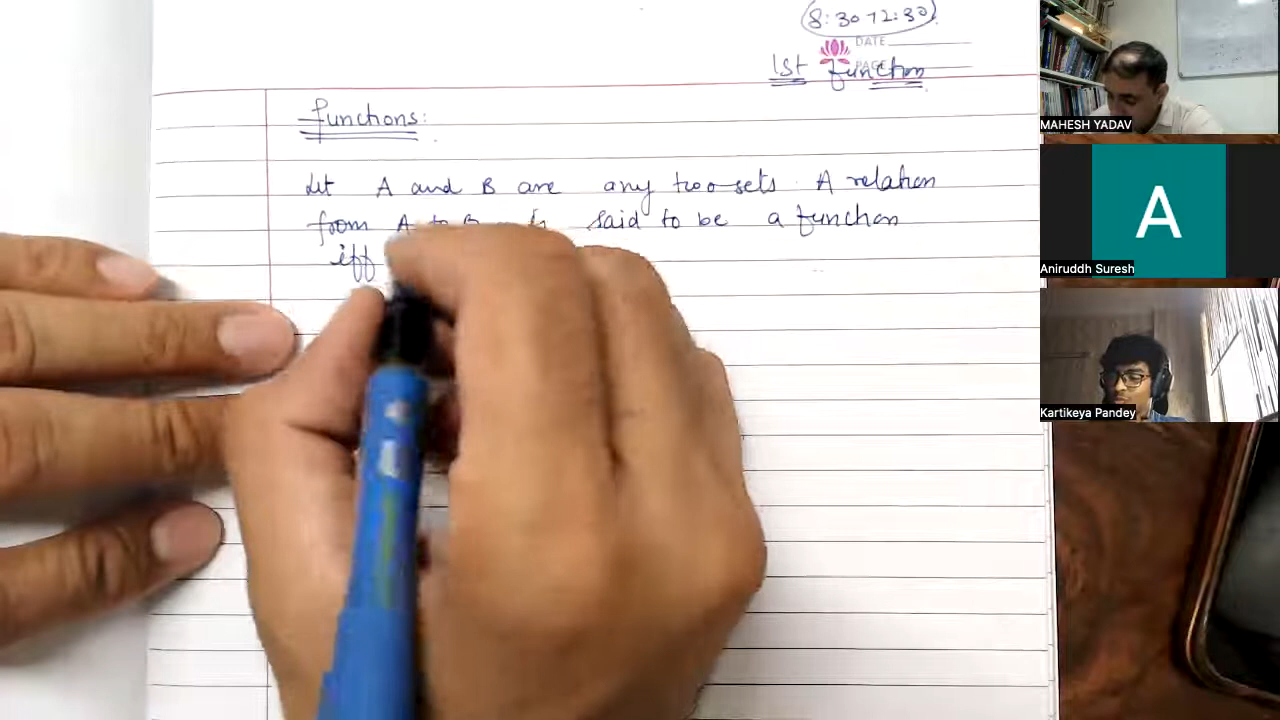 8:30-12:30
DATE
PAGE
1st function
functions:
Let A and B are any two sets. A relation
from A to B is said to be a function
iff
MAHESH YADAV
A
Aniruddh Suresh
Kartikeya Pandey